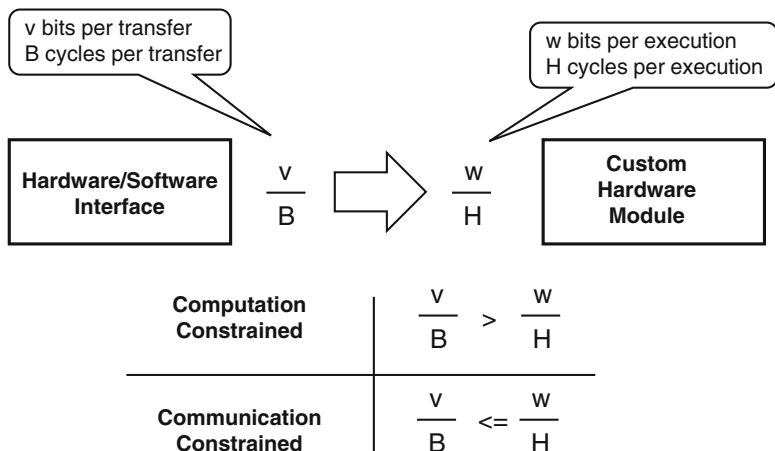 v bits per transfer
B cycles per transfer
w bits per execution
H cycles per execution
Hardware/Software
Interface
v
B
w
H
Custom
Hardware
Module
Computation
Constrained
v
B
>
w
H
Communication
Constrained
v
B
<=
w
H